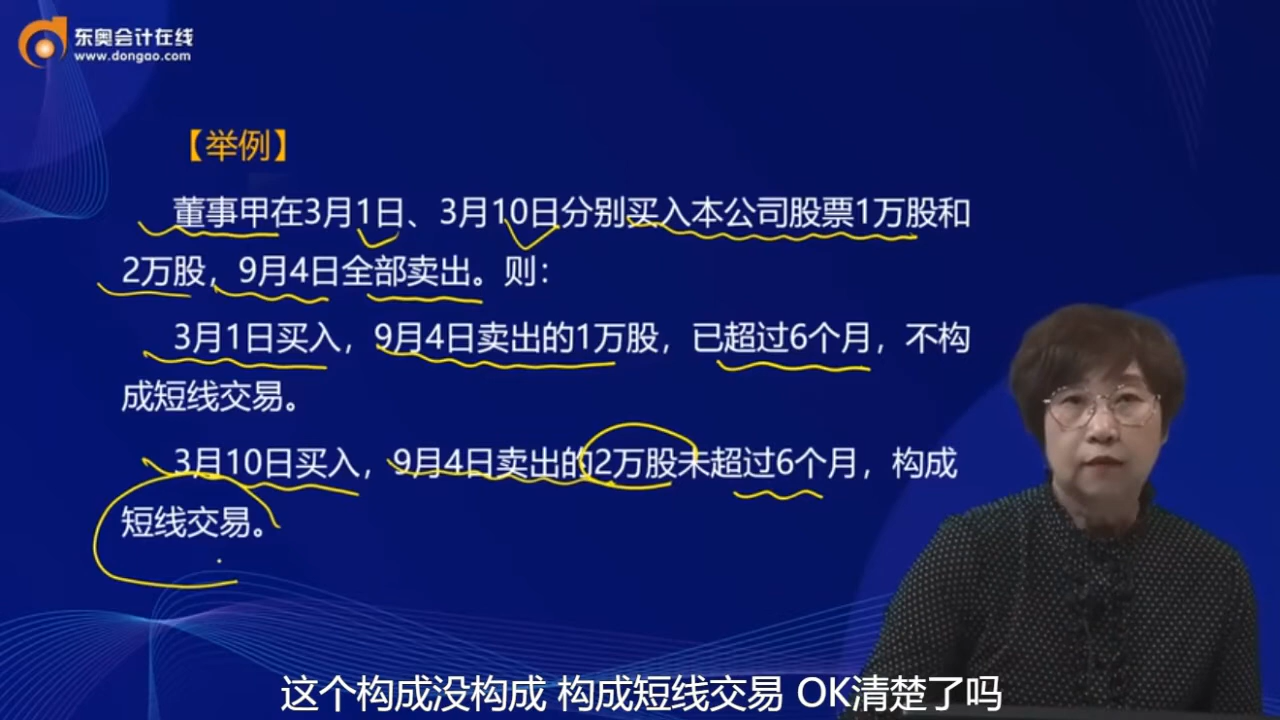 东奥会计在线
www.dongao.com
【举例】
董事甲在3月1日、3月10日分别买入本公司股票1万股和
2万股，9月4日全部卖出。则：
3月1日买入，9月4日卖出的1万股，已超过6个月，不构
成短线交易。
3月10日买入，9月4日卖出的2万股未超过6个月，构成
短线交易。
这个构成没构成 构成短线交易 OK清楚了吗